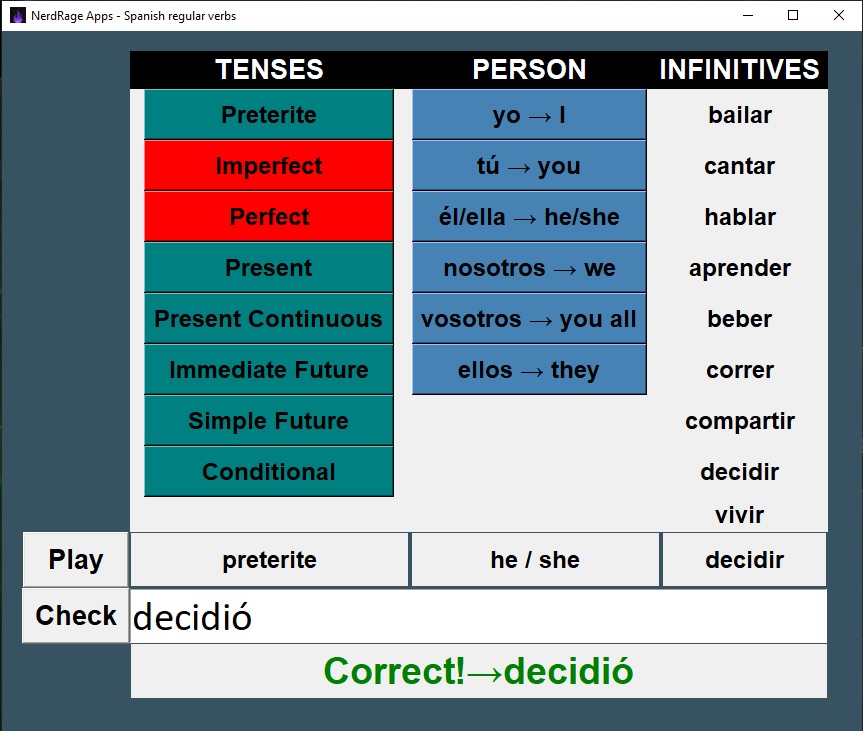 NerdRage Apps - Spanish regular verbs
TENSES PERSON INFINITIVES
Preterite yo → I bailar
Imperfect tú → you cantar
Perfect él/ella → he/she hablar
Present nosotros → we aprender
Present Continuous vosotros → you all beber
Immediate Future ellos → they correr
Simple Future compartir
Conditional decidir
vivir
Play preterite he / she decidir
Check decidió
Correct!→decidió